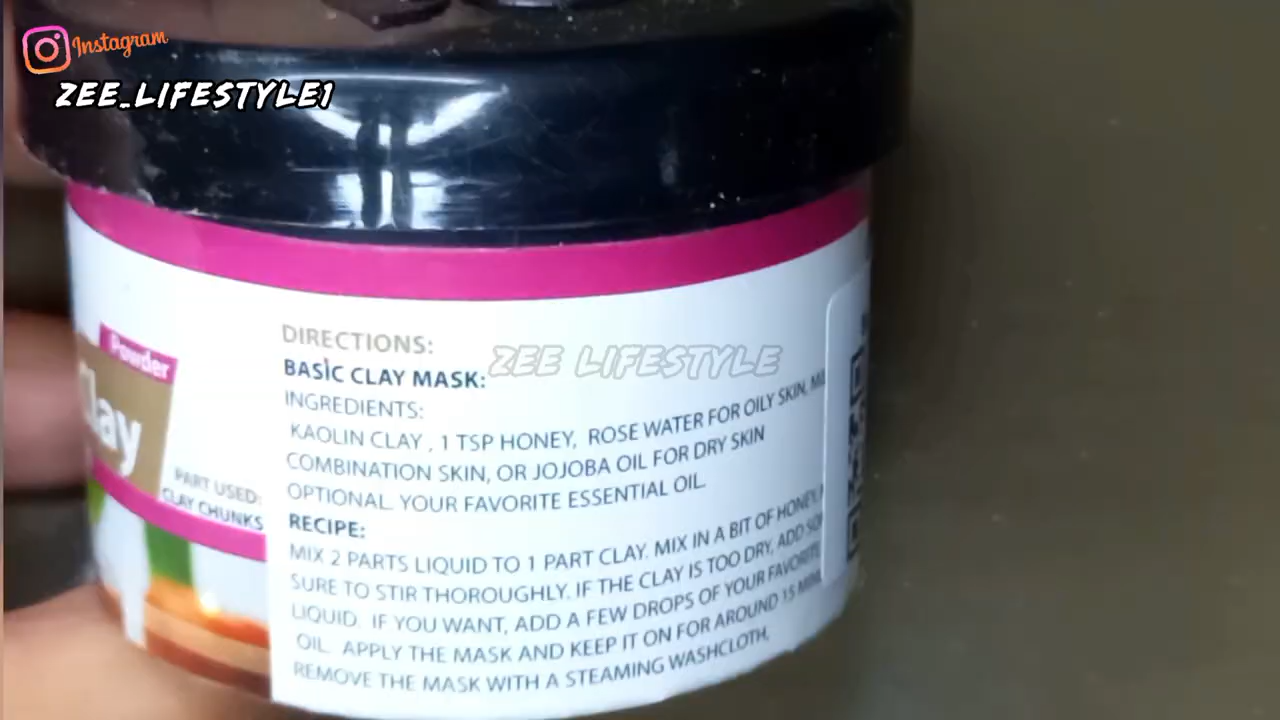 Instagram
ZEE_LIFESTYLE1
ZEE LIFESTYLE
Powder
Clay
PART USED:
CLAY CHUNKS
DIRECTIONS:
BASIC CLAY MASK:
INGREDIENTS:
KAOLIN CLAY , 1 TSP HONEY, ROSE WATER FOR OILY SKIN,
COMBINATION SKIN, OR JOJOBA OIL FOR DRY SKIN
OPTIONAL. YOUR FAVORITE ESSENTIAL OIL.
RECIPE:
MIX 2 PARTS LIQUID TO 1 PART CLAY. MIX IN A BIT OF HONEY,
SURE TO STIR THOROUGHLY. IF THE CLAY IS TOO DRY, ADD
LIQUID. IF YOU WANT, ADD A FEW DROPS OF YOUR FAVORITE
OIL. APPLY THE MASK AND KEEP IT ON FOR AROUND 15
REMOVE THE MASK WITH A STEAMING WASHCLOTH,